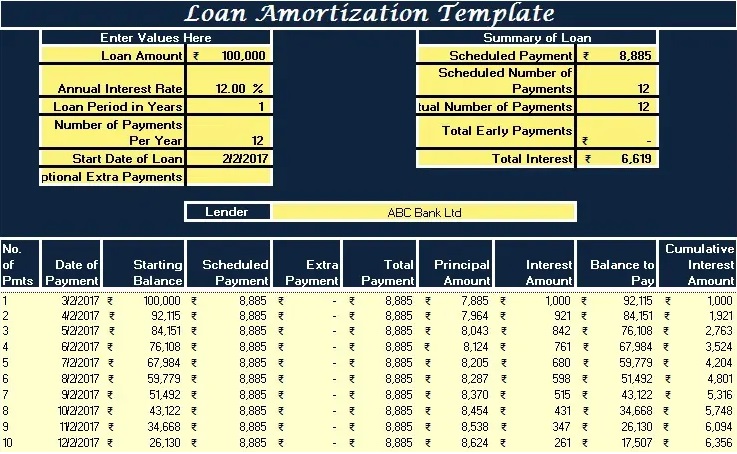 Loan Amortization Template
Enter Values Here
Loan Amount ₹ 100,000
Annual Interest Rate 12.00 %
Loan Period in Years 1
Number of Payments
Per Year 12
Start Date of Loan 2/2/2017
ptional Extra Payments
Summary of Loan
Scheduled Payment ₹ 8,885
Scheduled Number of
Payments 12
tual Number of Payments 12
Total Early Payments ₹ -
Total Interest ₹ 6,619
Lender ABC Bank Ltd
No. of Pmts Date of Payment Starting Balance Scheduled Payment Extra Payment Total Payment Principal Amount Interest Amount Balance to Pay Cumulative Interest Amount
1 3/2/2017 ₹ 100,000 ₹ 8,885 ₹ - ₹ 8,885 ₹ 7,885 ₹ 1,000 ₹ 92,115 ₹ 1,000
2 4/2/2017 ₹ 92,115 ₹ 8,885 ₹ - ₹ 8,885 ₹ 7,964 ₹ 921 ₹ 84,151 ₹ 1,921
3 5/2/2017 ₹ 84,151 ₹ 8,885 ₹ - ₹ 8,885 ₹ 8,043 ₹ 842 ₹ 76,108 ₹ 2,763
4 6/2/2017 ₹ 76,108 ₹ 8,885 ₹ - ₹ 8,885 ₹ 8,124 ₹ 761 ₹ 67,984 ₹ 3,524
5 7/2/2017 ₹ 67,984 ₹ 8,885 ₹ - ₹ 8,885 ₹ 8,205 ₹ 680 ₹ 59,779 ₹ 4,204
6 8/2/2017 ₹ 59,779 ₹ 8,885 ₹ - ₹ 8,885 ₹ 8,287 ₹ 598 ₹ 51,492 ₹ 4,801
7 9/2/2017 ₹ 51,492 ₹ 8,885 ₹ - ₹ 8,885 ₹ 8,370 ₹ 515 ₹ 43,122 ₹ 5,316
8 10/2/2017 ₹ 43,122 ₹ 8,885 ₹ - ₹ 8,885 ₹ 8,454 ₹ 431 ₹ 34,668 ₹ 5,748
9 11/2/2017 ₹ 34,668 ₹ 8,885 ₹ - ₹ 8,885 ₹ 8,538 ₹ 347 ₹ 26,130 ₹ 6,094
10 12/2/2017 ₹ 26,130 ₹ 8,885 ₹ - ₹ 8,885 ₹ 8,624 ₹ 261 ₹ 17,507 ₹ 6,356